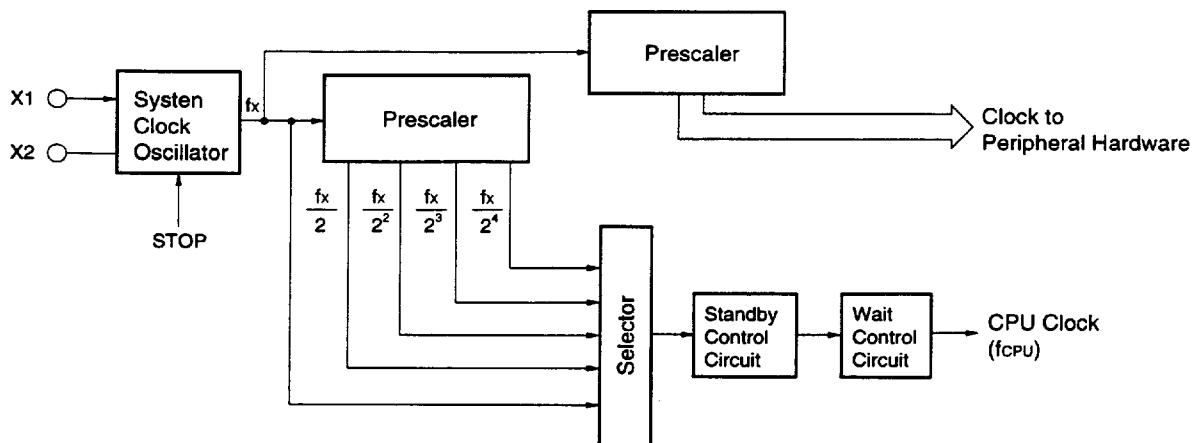 X1
X2
Systen
Clock
Oscillator
STOP
fx
Prescaler
Prescaler
Clock to
Peripheral Hardware
fx/2
fx/2²
fx/2³
fx/2⁴
Selector
Standby
Control
Circuit
Wait
Control
Circuit
CPU Clock
(fCPU)